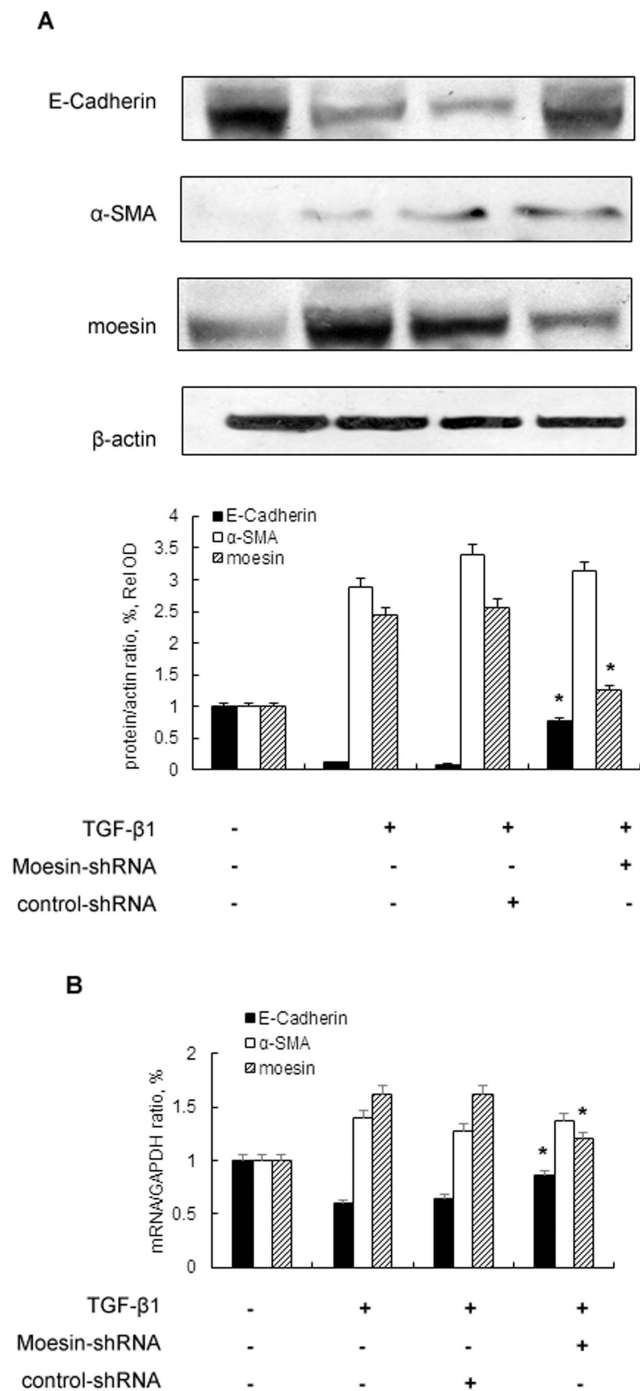 A
E-Cadherin
α-SMA
moesin
β-actin
protein/actin ratio, %, Rel OD
4
3.5
3
2.5
2
1.5
1
0.5
0
E-Cadherin
α-SMA
moesin
* *
TGF-β1 - + + +
Moesin-shRNA - - - +
control-shRNA - - + -
B
mRNA/GAPDH ratio, %
2
1.5
1
0.5
0
E-Cadherin
α-SMA
moesin
* *
TGF-β1 - + + +
Moesin-shRNA - - - +
control-shRNA - - + -